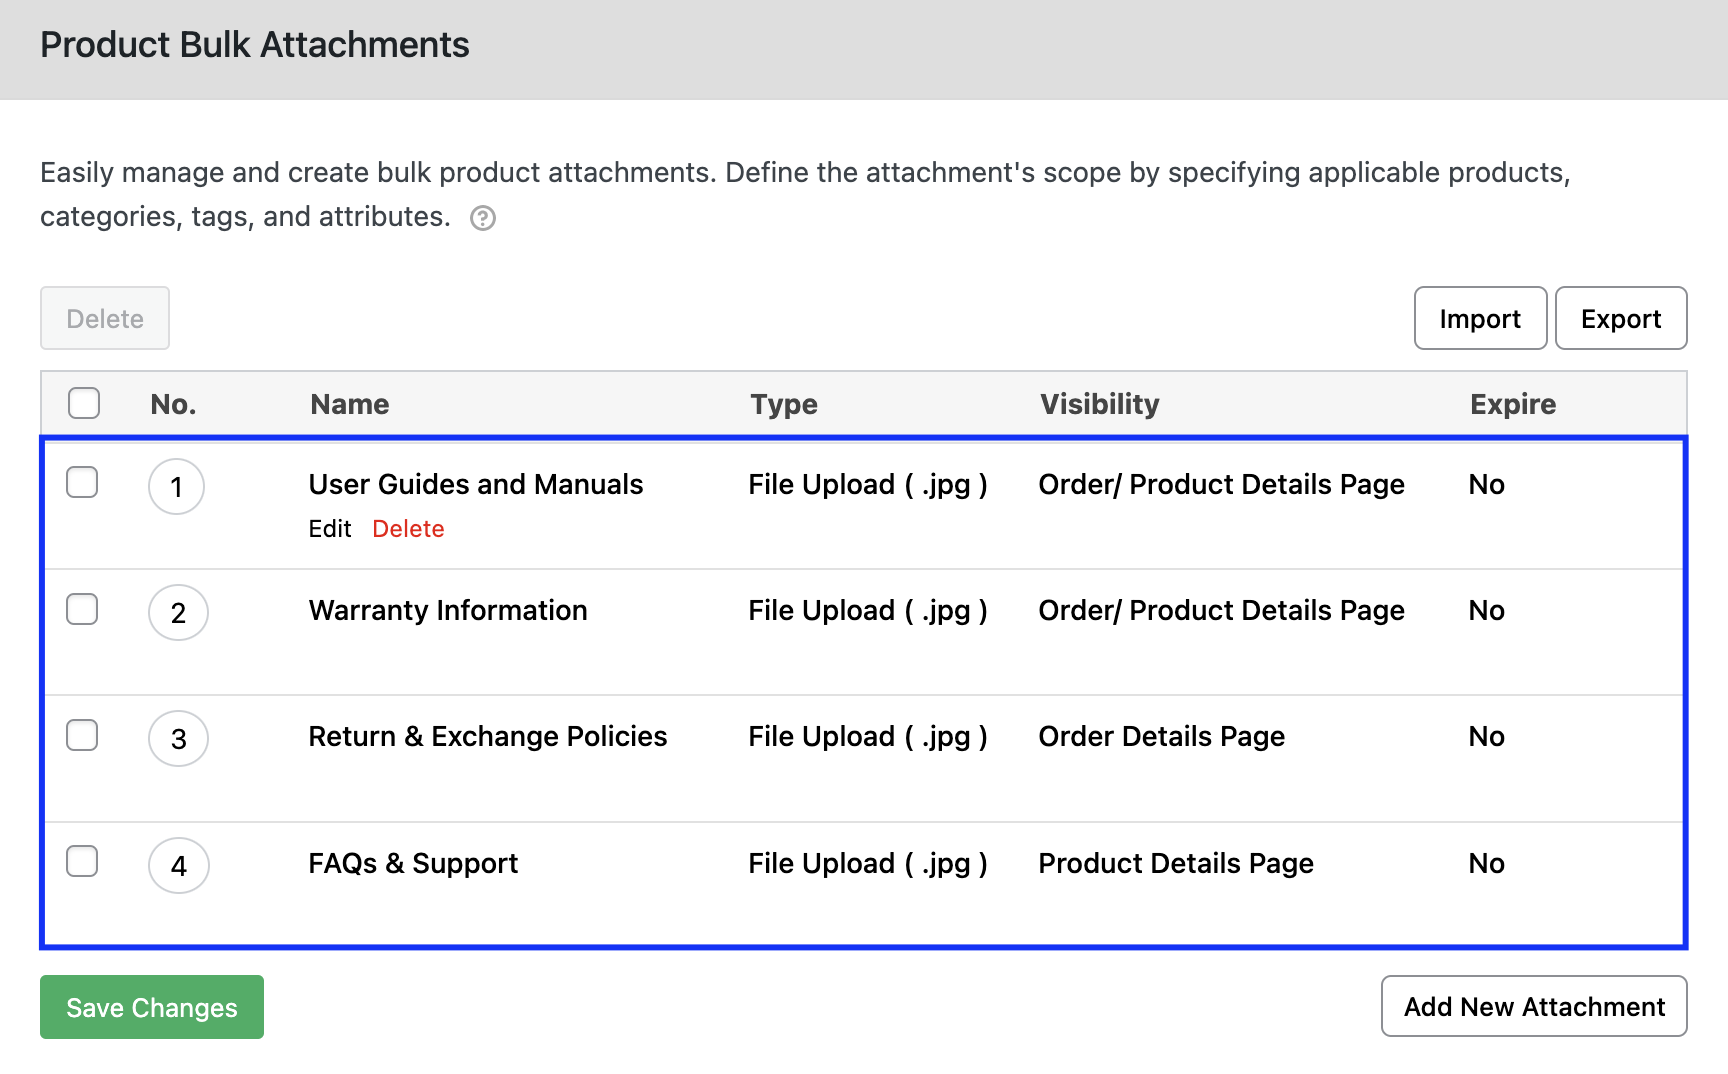 Product Bulk Attachments
Easily manage and create bulk product attachments. Define the attachment's scope by specifying applicable products,
categories, tags, and attributes. ?
Delete
Import Export
No. Name Type Visibility Expire
1 User Guides and Manuals File Upload ( .jpg ) Order/ Product Details Page No
Edit Delete
2 Warranty Information File Upload ( .jpg ) Order/ Product Details Page No
3 Return & Exchange Policies File Upload ( .jpg ) Order Details Page No
4 FAQs & Support File Upload ( .jpg ) Product Details Page No
Save Changes Add New Attachment